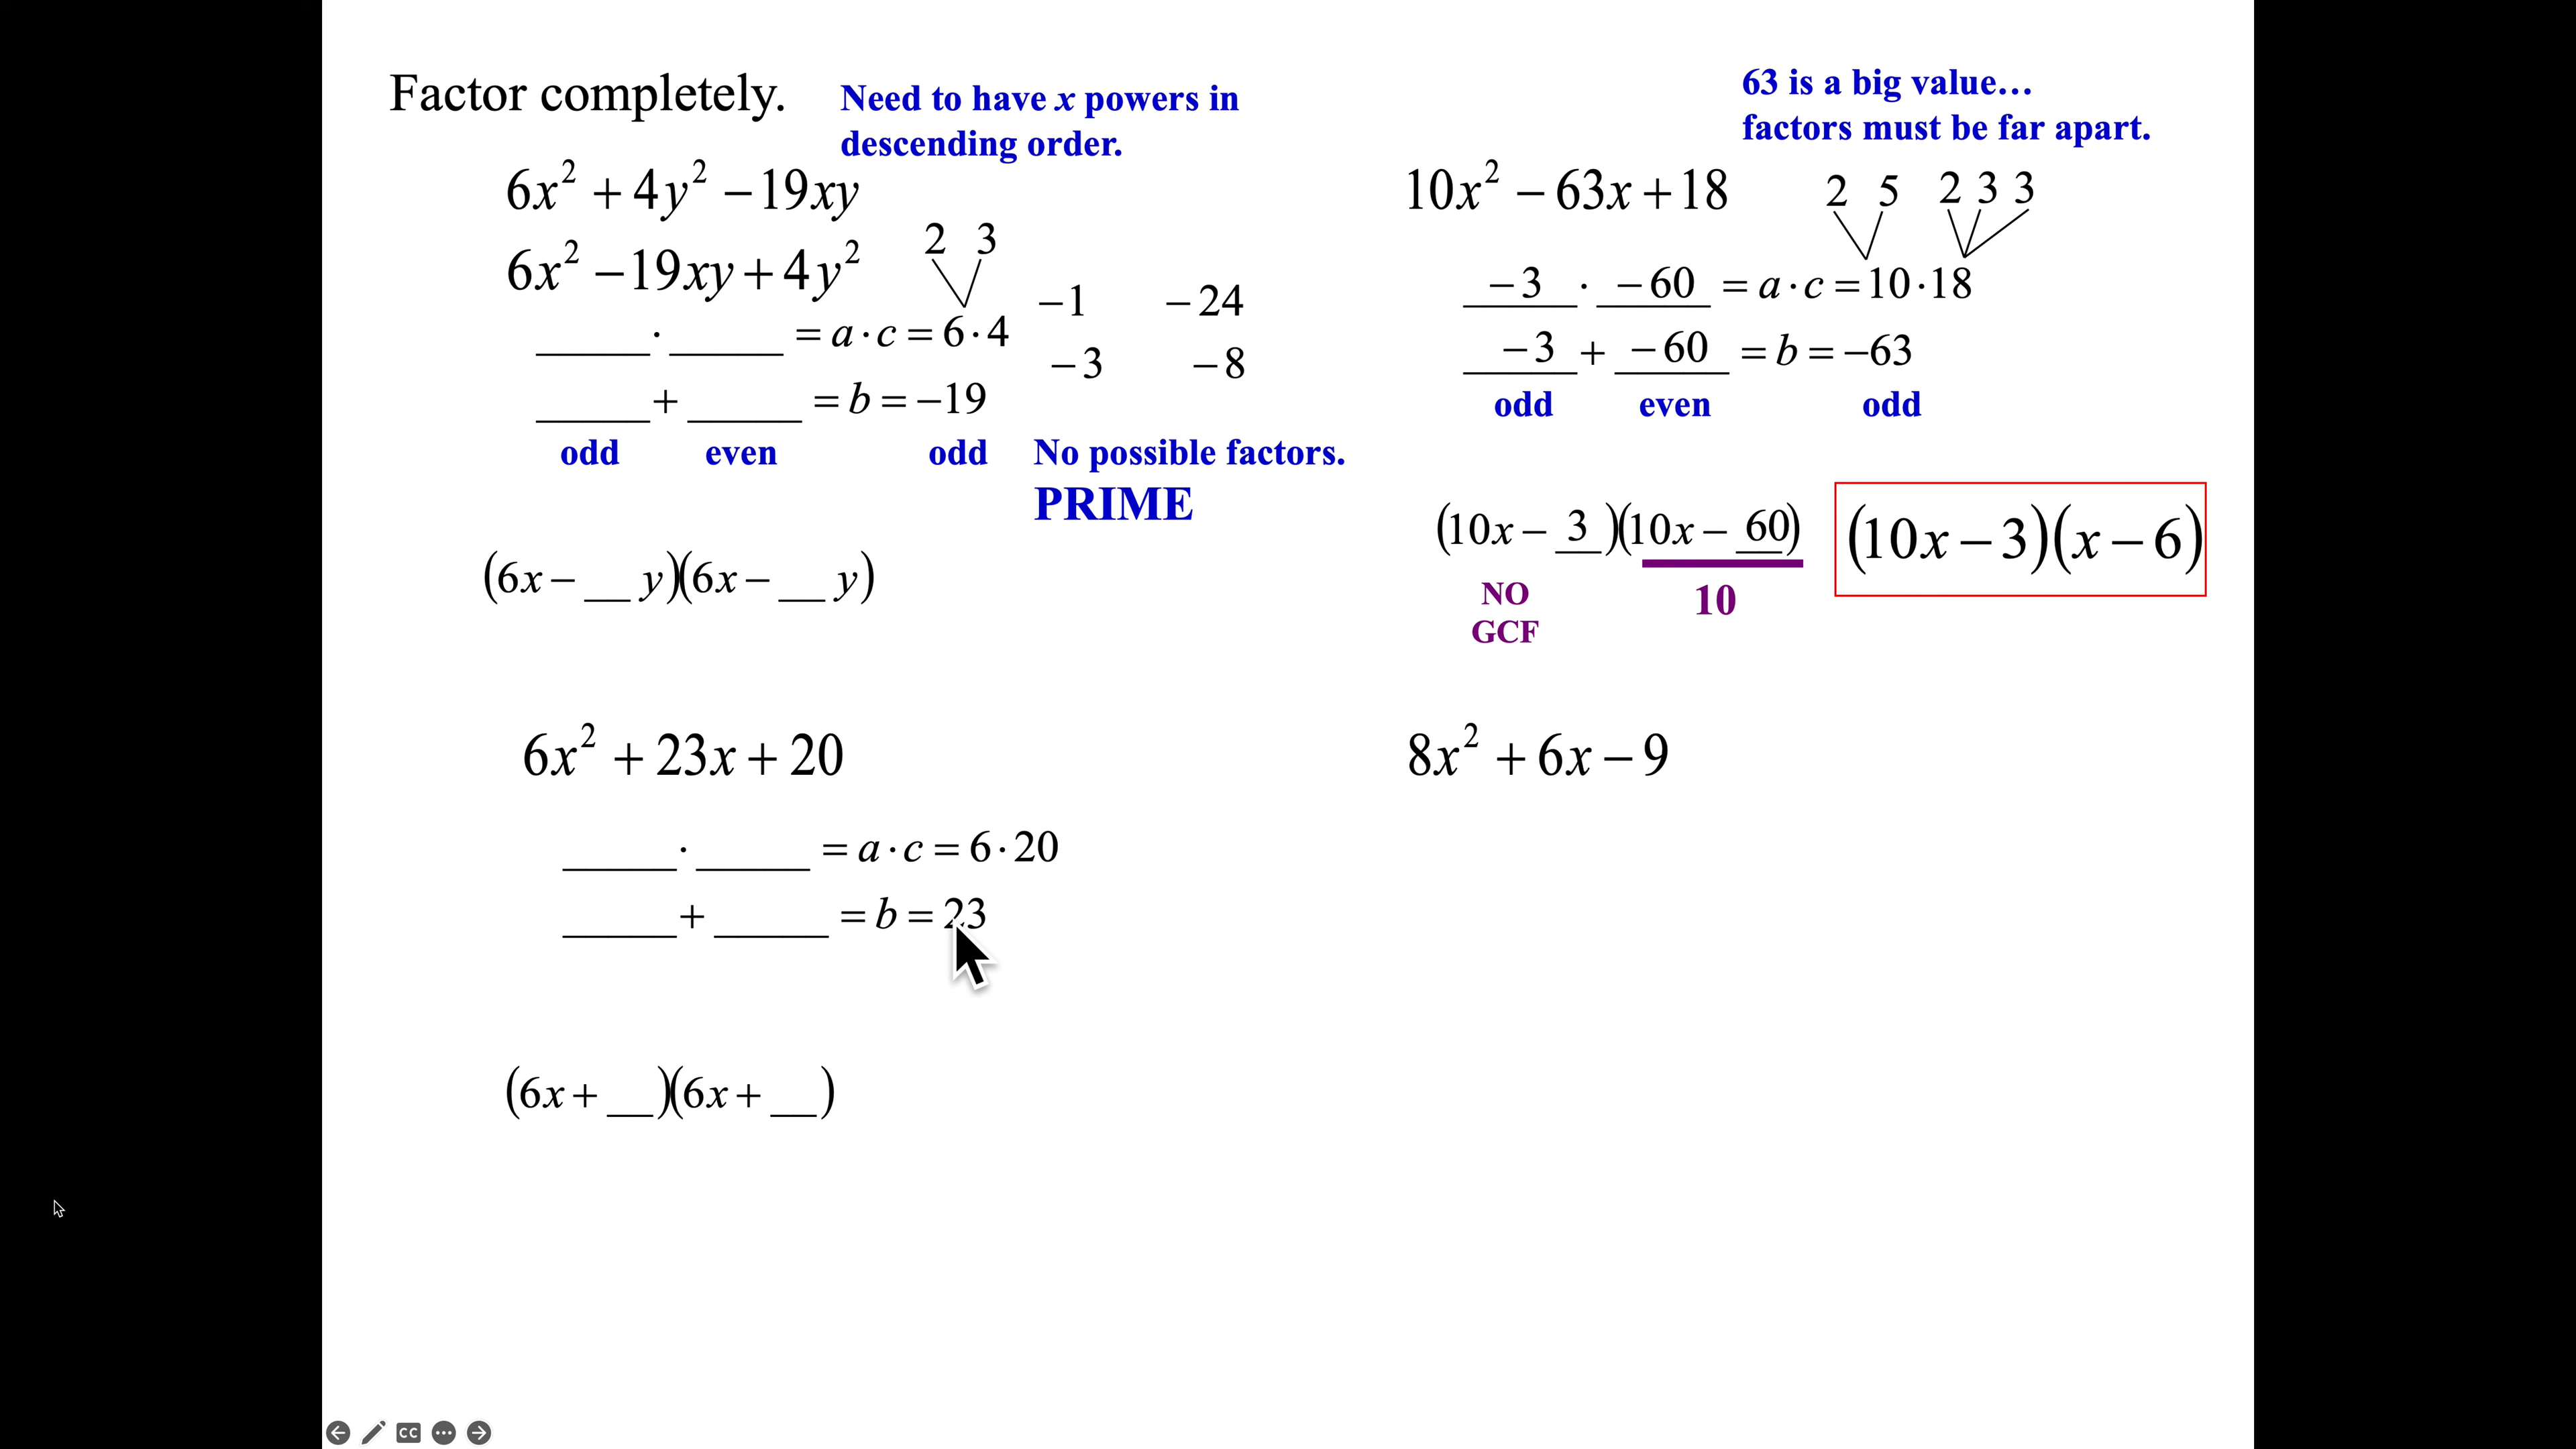 Factor completely.
Need to have x powers in
descending order.
6x² + 4y² − 19xy
6x² − 19xy + 4y²
2 3
_____ · _____ = a · c = 6 · 4
_____ + _____ = b = −19
odd even odd
−1 −24
−3 −8
No possible factors.
PRIME
(6x − __ y)(6x − __ y)
63 is a big value…
factors must be far apart.
10x² − 63x + 18
2 5 2 3 3
−3 · −60 = a · c = 10 · 18
−3 + −60 = b = −63
odd even odd
(10x − 3)(10x − 60)
NO
GCF
10
(10x − 3)(x − 6)
6x² + 23x + 20
_____ · _____ = a · c = 6 · 20
_____ + _____ = b = 23
(6x + __)(6x + __)
8x² + 6x − 9
CC